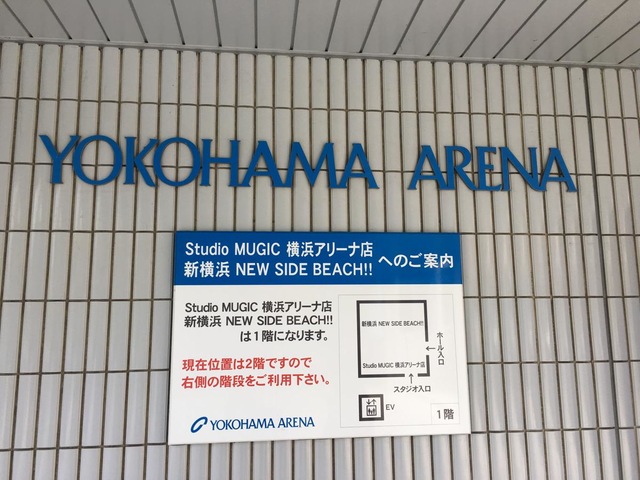 YOKOHAMA ARENA
Studio MUGIC 横浜アリーナ店
新横浜 NEW SIDE BEACH!!
へのご案内
Studio MUGIC 横浜アリーナ店
新横浜 NEW SIDE BEACH!!
は1階になります。
現在位置は2階ですので
右側の階段をご利用下さい。
YOKOHAMA ARENA
新横浜 NEW SIDE BEACH!!
ホール入口
Studio MUGIC 横浜アリーナ店
スタジオ入口
EV
1階